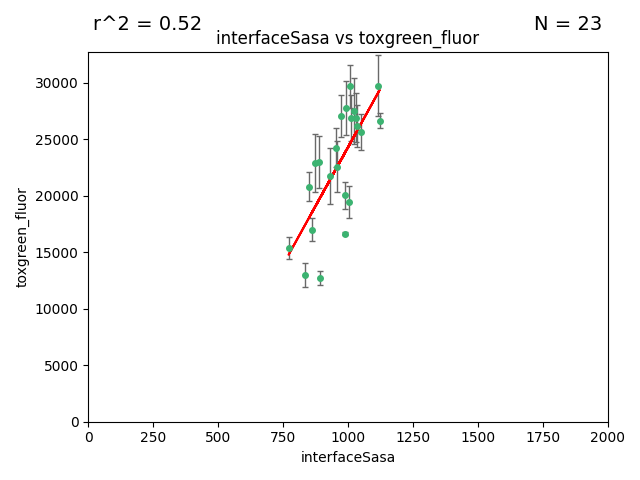 r^2 = 0.52
N = 23
interfaceSasa vs toxgreen_fluor
30000
25000
20000
15000
10000
5000
0
toxgreen_fluor
0 250 500 750 1000 1250 1500 1750 2000
interfaceSasa